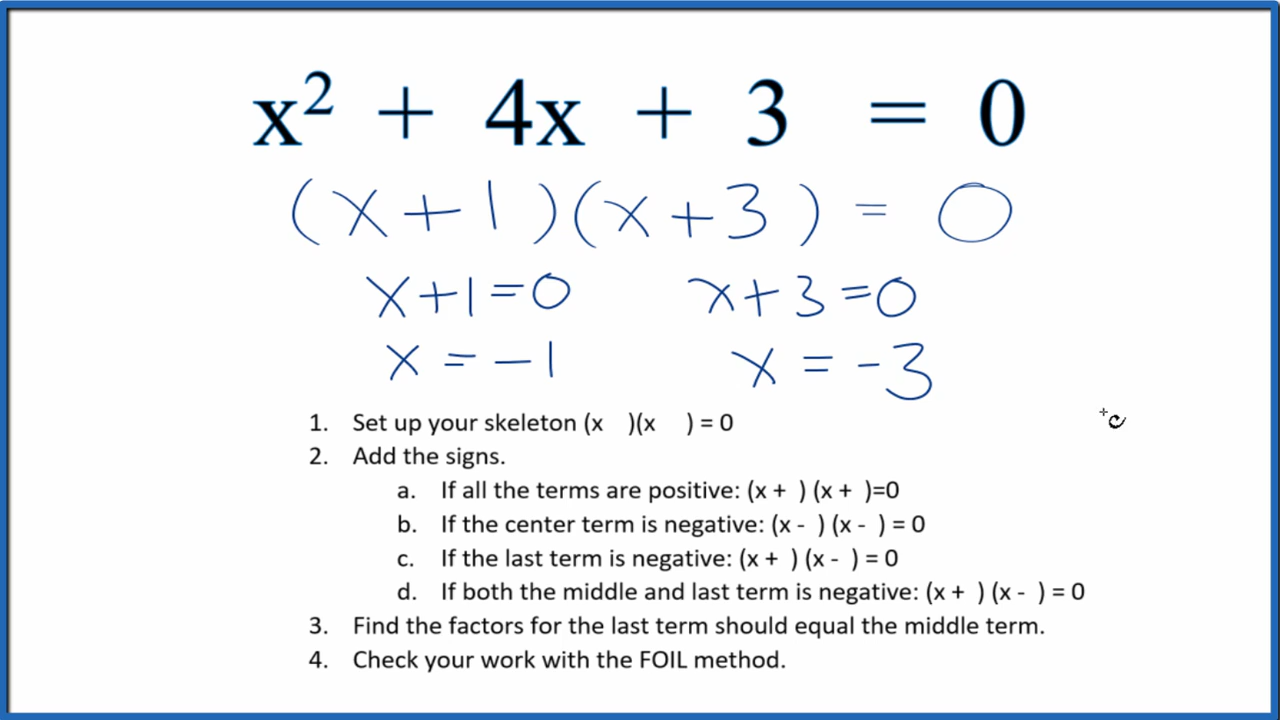 x² + 4x + 3 = 0
(x+1)(x+3) = 0
x+1=0 x+3=0
x = -1 x = -3
1. Set up your skeleton (x )(x ) = 0
2. Add the signs.
a. If all the terms are positive: (x + ) (x + )=0
b. If the center term is negative: (x - ) (x - ) = 0
c. If the last term is negative: (x + ) (x - ) = 0
d. If both the middle and last term is negative: (x + ) (x - ) = 0
3. Find the factors for the last term should equal the middle term.
4. Check your work with the FOIL method.